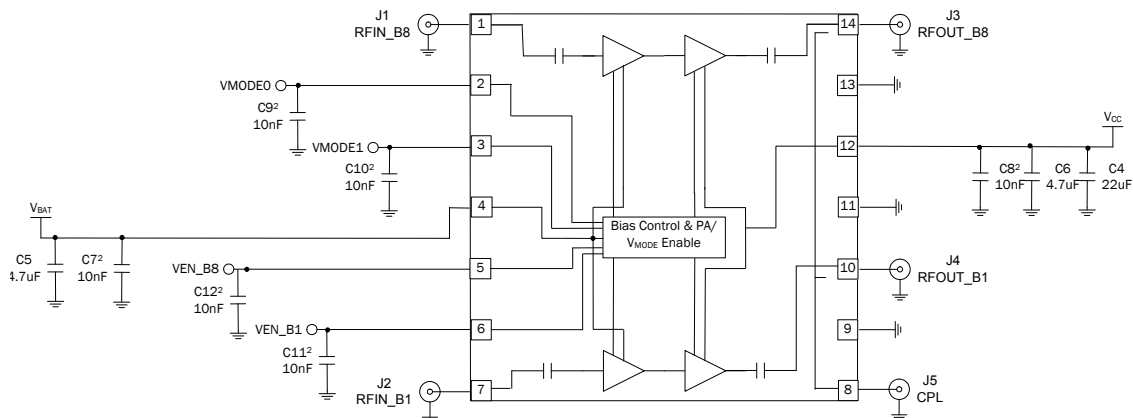 J1
RFIN_B8
1
14
J3
RFOUT_B8
VMODE0
2
13
C9²
10nF
VMODE1
3
12
VCC
C10²
10nF
C8²
10nF
C6
4.7uF
C4
22uF
VBAT
4
11
Bias Control & PA/
VMODE Enable
C5
4.7uF
C7²
10nF
VEN_B8
5
10
J4
RFOUT_B1
C12²
10nF
VEN_B1
6
9
C11²
10nF
J2
RFIN_B1
7
8
J5
CPL